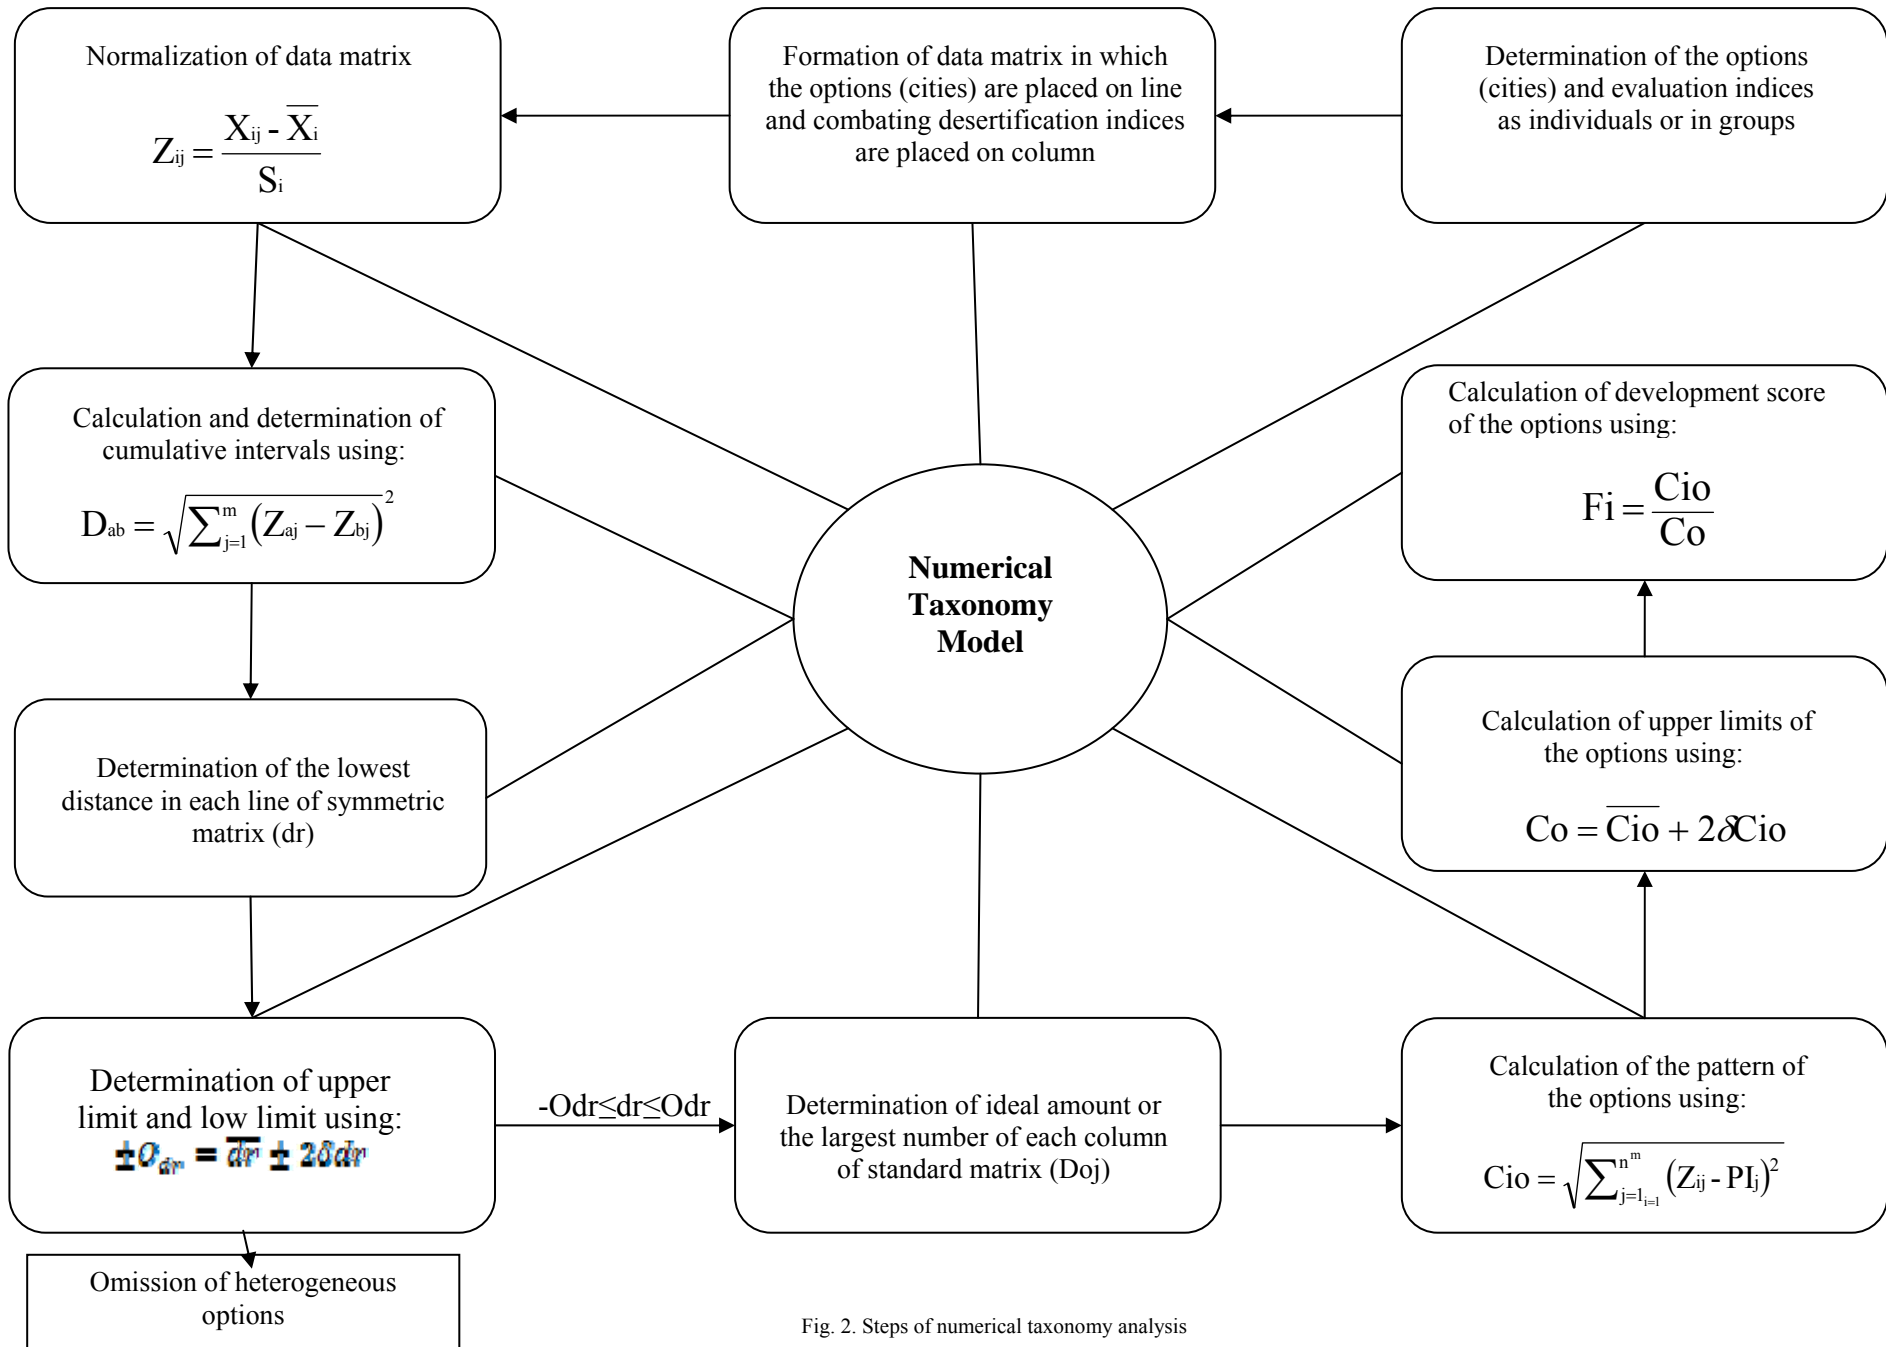 Normalization of data matrix
Zij = (Xij - X̅i) / Si
Formation of data matrix in which
the options (cities) are placed on line
and combating desertification indices
are placed on column
Determination of the options
(cities) and evaluation indices
as individuals or in groups
Calculation and determination of
cumulative intervals using:
Dab = √∑ j=1 m (Zaj − Zbj)²
Numerical
Taxonomy
Model
Calculation of development score
of the options using:
Fi = Cio / Co
Determination of the lowest
distance in each line of symmetric
matrix (dr)
Calculation of upper limits of
the options using:
Co = C̅i̅o̅ + 2δCio
Determination of upper
limit and low limit using:
±O dr = d̅r̅ ± 2δdr
-Odr≤dr≤Odr
Determination of ideal amount or
the largest number of each column
of standard matrix (Doj)
Calculation of the pattern of
the options using:
Cio = √∑ j=1 i=1 n m (Zij - PIj)²
Omission of heterogeneous
options
Fig. 2. Steps of numerical taxonomy analysis